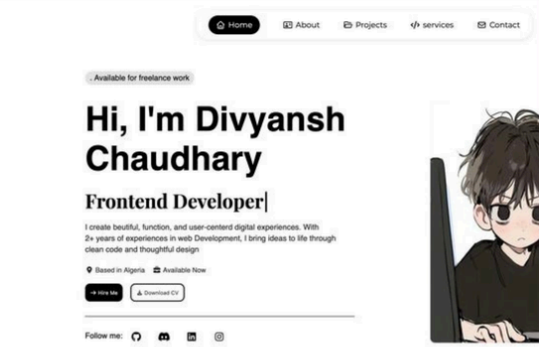 Home
About
Projects
services
Contact
. Available for freelance work
Hi, I'm Divyansh
Chaudhary
Frontend Developer
I create beutiful, function, and user-centerd digital experiences. With
2+ years of experiences in web Development, I bring ideas to life through
clean code and thoughtful design
Based in Algeria
Available Now
Hire Me
Download CV
Follow me: